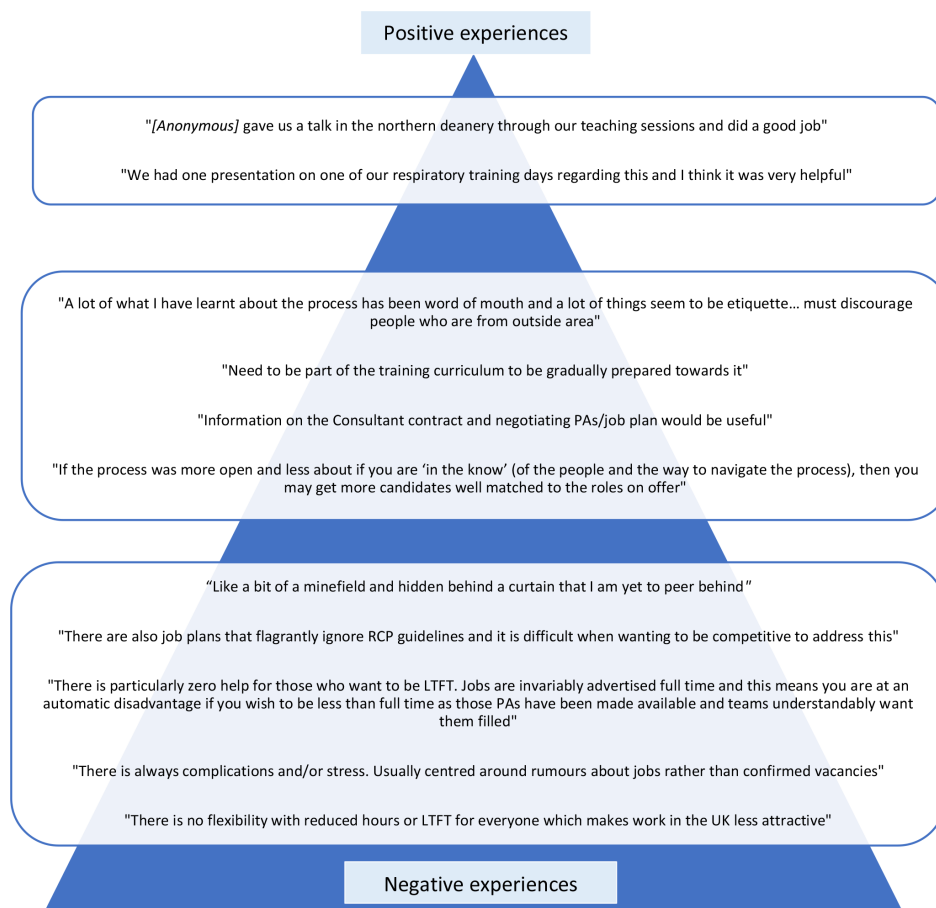 Positive experiences
"[Anonymous] gave us a talk in the northern deanery through our teaching sessions and did a good job"
"We had one presentation on one of our respiratory training days regarding this and I think it was very helpful"
"A lot of what I have learnt about the process has been word of mouth and a lot of things seem to be etiquette… must discourage
people who are from outside area"
"Need to be part of the training curriculum to be gradually prepared towards it"
"Information on the Consultant contract and negotiating PAs/job plan would be useful"
"If the process was more open and less about if you are ‘in the know’ (of the people and the way to navigate the process), then you
may get more candidates well matched to the roles on offer"
“Like a bit of a minefield and hidden behind a curtain that I am yet to peer behind"
"There are also job plans that flagrantly ignore RCP guidelines and it is difficult when wanting to be competitive to address this"
"There is particularly zero help for those who want to be LTFT. Jobs are invariably advertised full time and this means you are at an
automatic disadvantage if you wish to be less than full time as those PAs have been made available and teams understandably want
them filled"
"There is always complications and/or stress. Usually centred around rumours about jobs rather than confirmed vacancies"
"There is no flexibility with reduced hours or LTFT for everyone which makes work in the UK less attractive"
Negative experiences